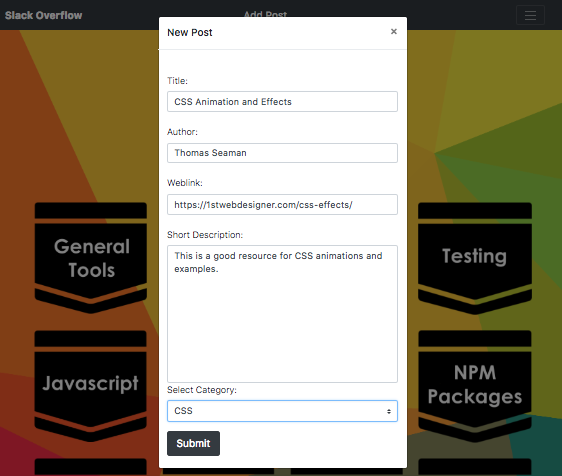 Slack Overflow
Add Post
New Post
×
Title:
CSS Animation and Effects
Author:
Thomas Seaman
Weblink:
https://1stwebdesigner.com/css-effects/
Short Description:
This is a good resource for CSS animations and
examples.
Select Category:
CSS
Submit
General
Tools
Testing
Javascript
NPM
Packages